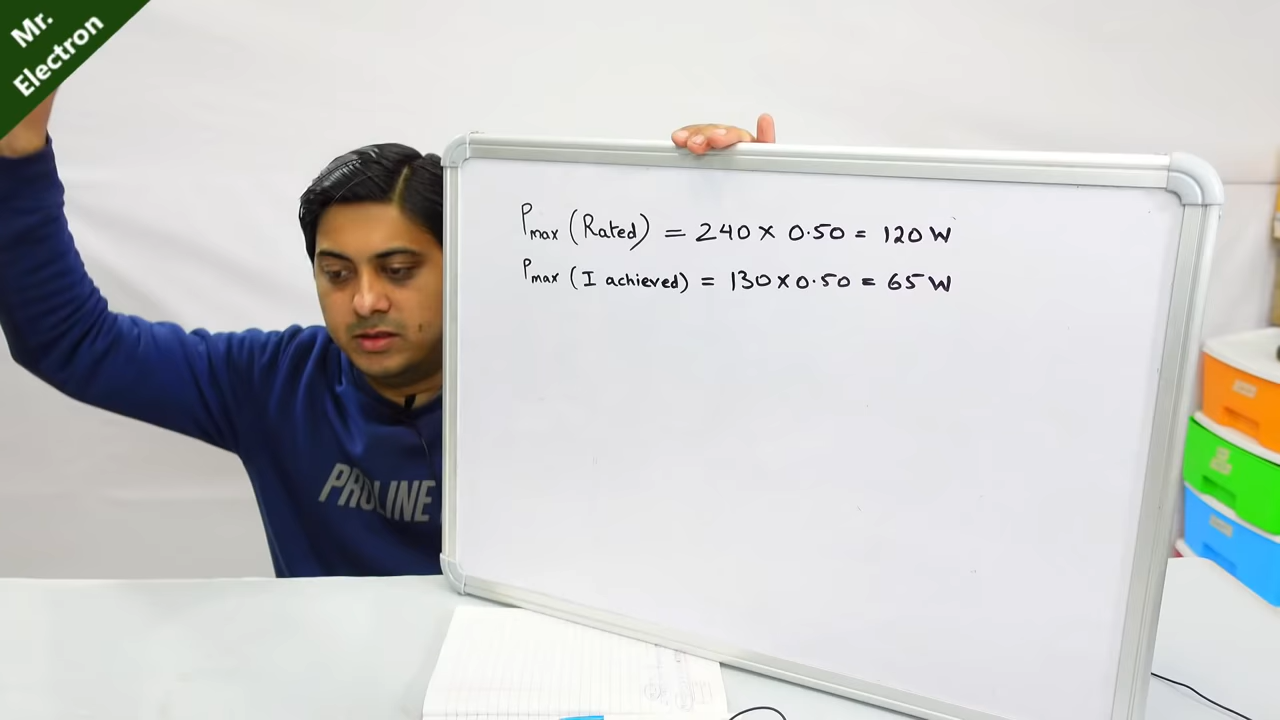 Mr.
Electron
Pmax (Rated) = 240 × 0.50 = 120 W
Pmax (I achieved) = 130 × 0.50 = 65 W
PROLINE